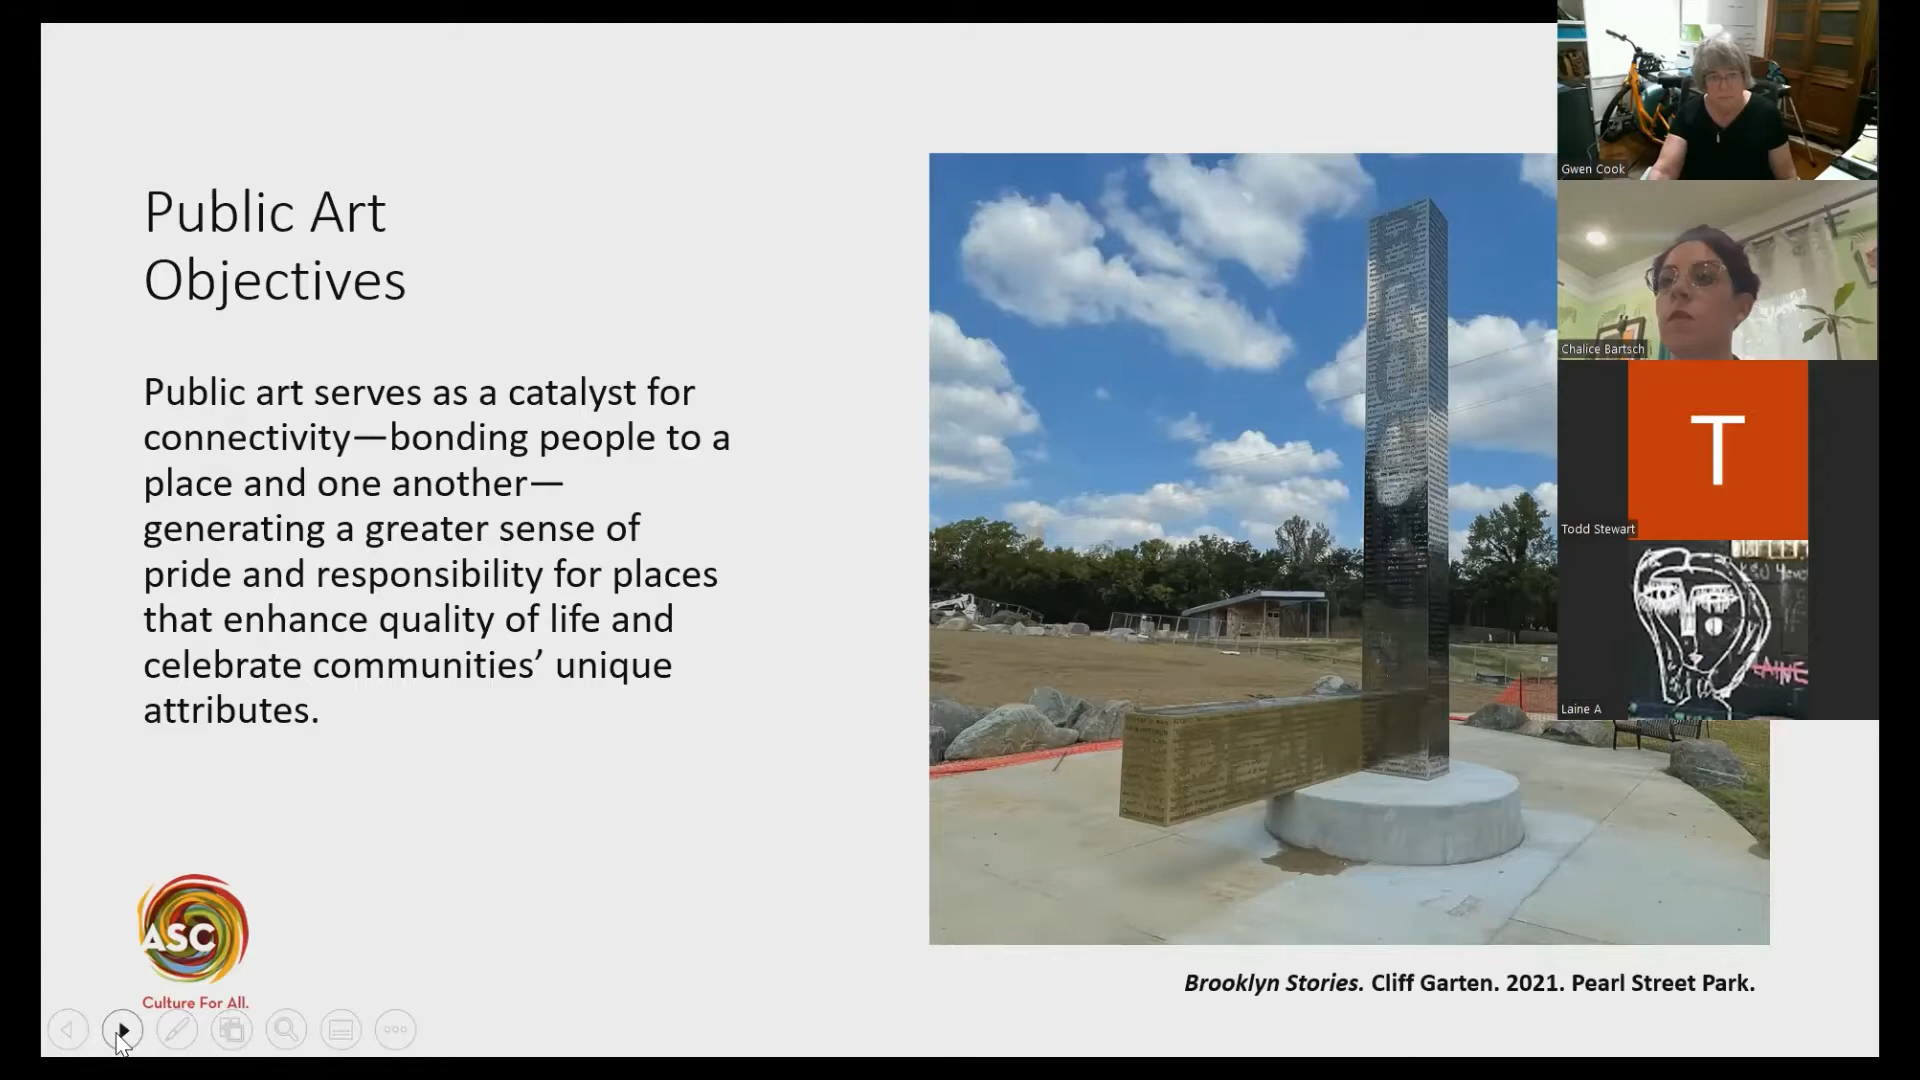 Public Art
Objectives
Public art serves as a catalyst for
connectivity—bonding people to a
place and one another—
generating a greater sense of
pride and responsibility for places
that enhance quality of life and
celebrate communities’ unique
attributes.
ASC
Culture For All.
Brooklyn Stories. Cliff Garten. 2021. Pearl Street Park.
Gwen Cook
Chalice Bartsch
T
Todd Stewart
LAINE
Laine A